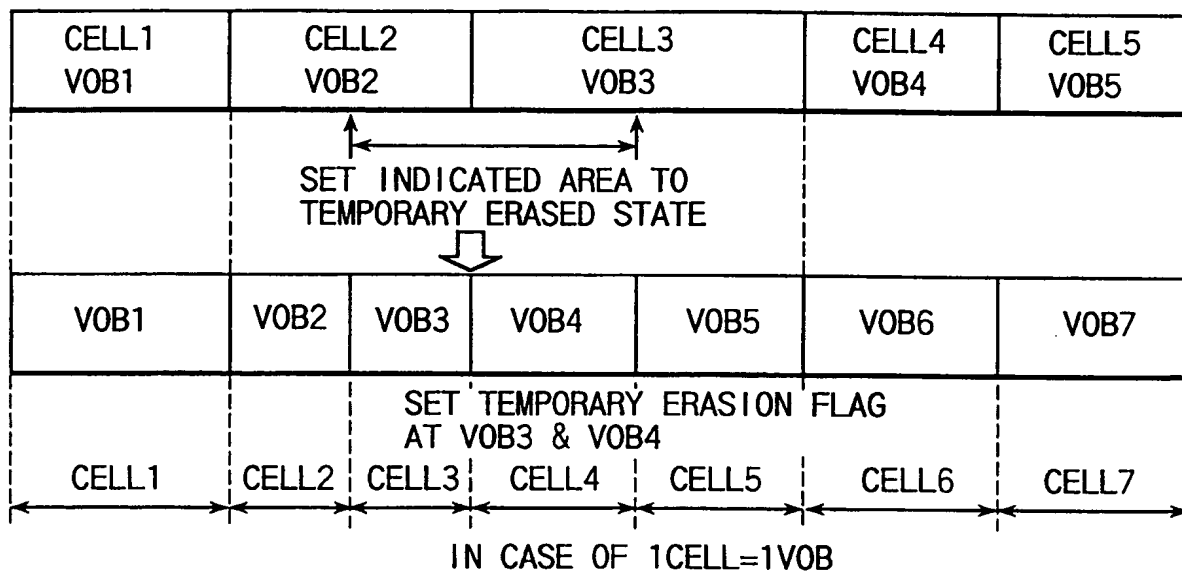 CELL1 CELL2 CELL3 CELL4 CELL5
VOB1 VOB2 VOB3 VOB4 VOB5
SET INDICATED AREA TO
TEMPORARY ERASED STATE
VOB1 VOB2 VOB3 VOB4 VOB5 VOB6 VOB7
SET TEMPORARY ERASION FLAG
AT VOB3 & VOB4
CELL1 CELL2 CELL3 CELL4 CELL5 CELL6 CELL7
IN CASE OF 1CELL=1VOB